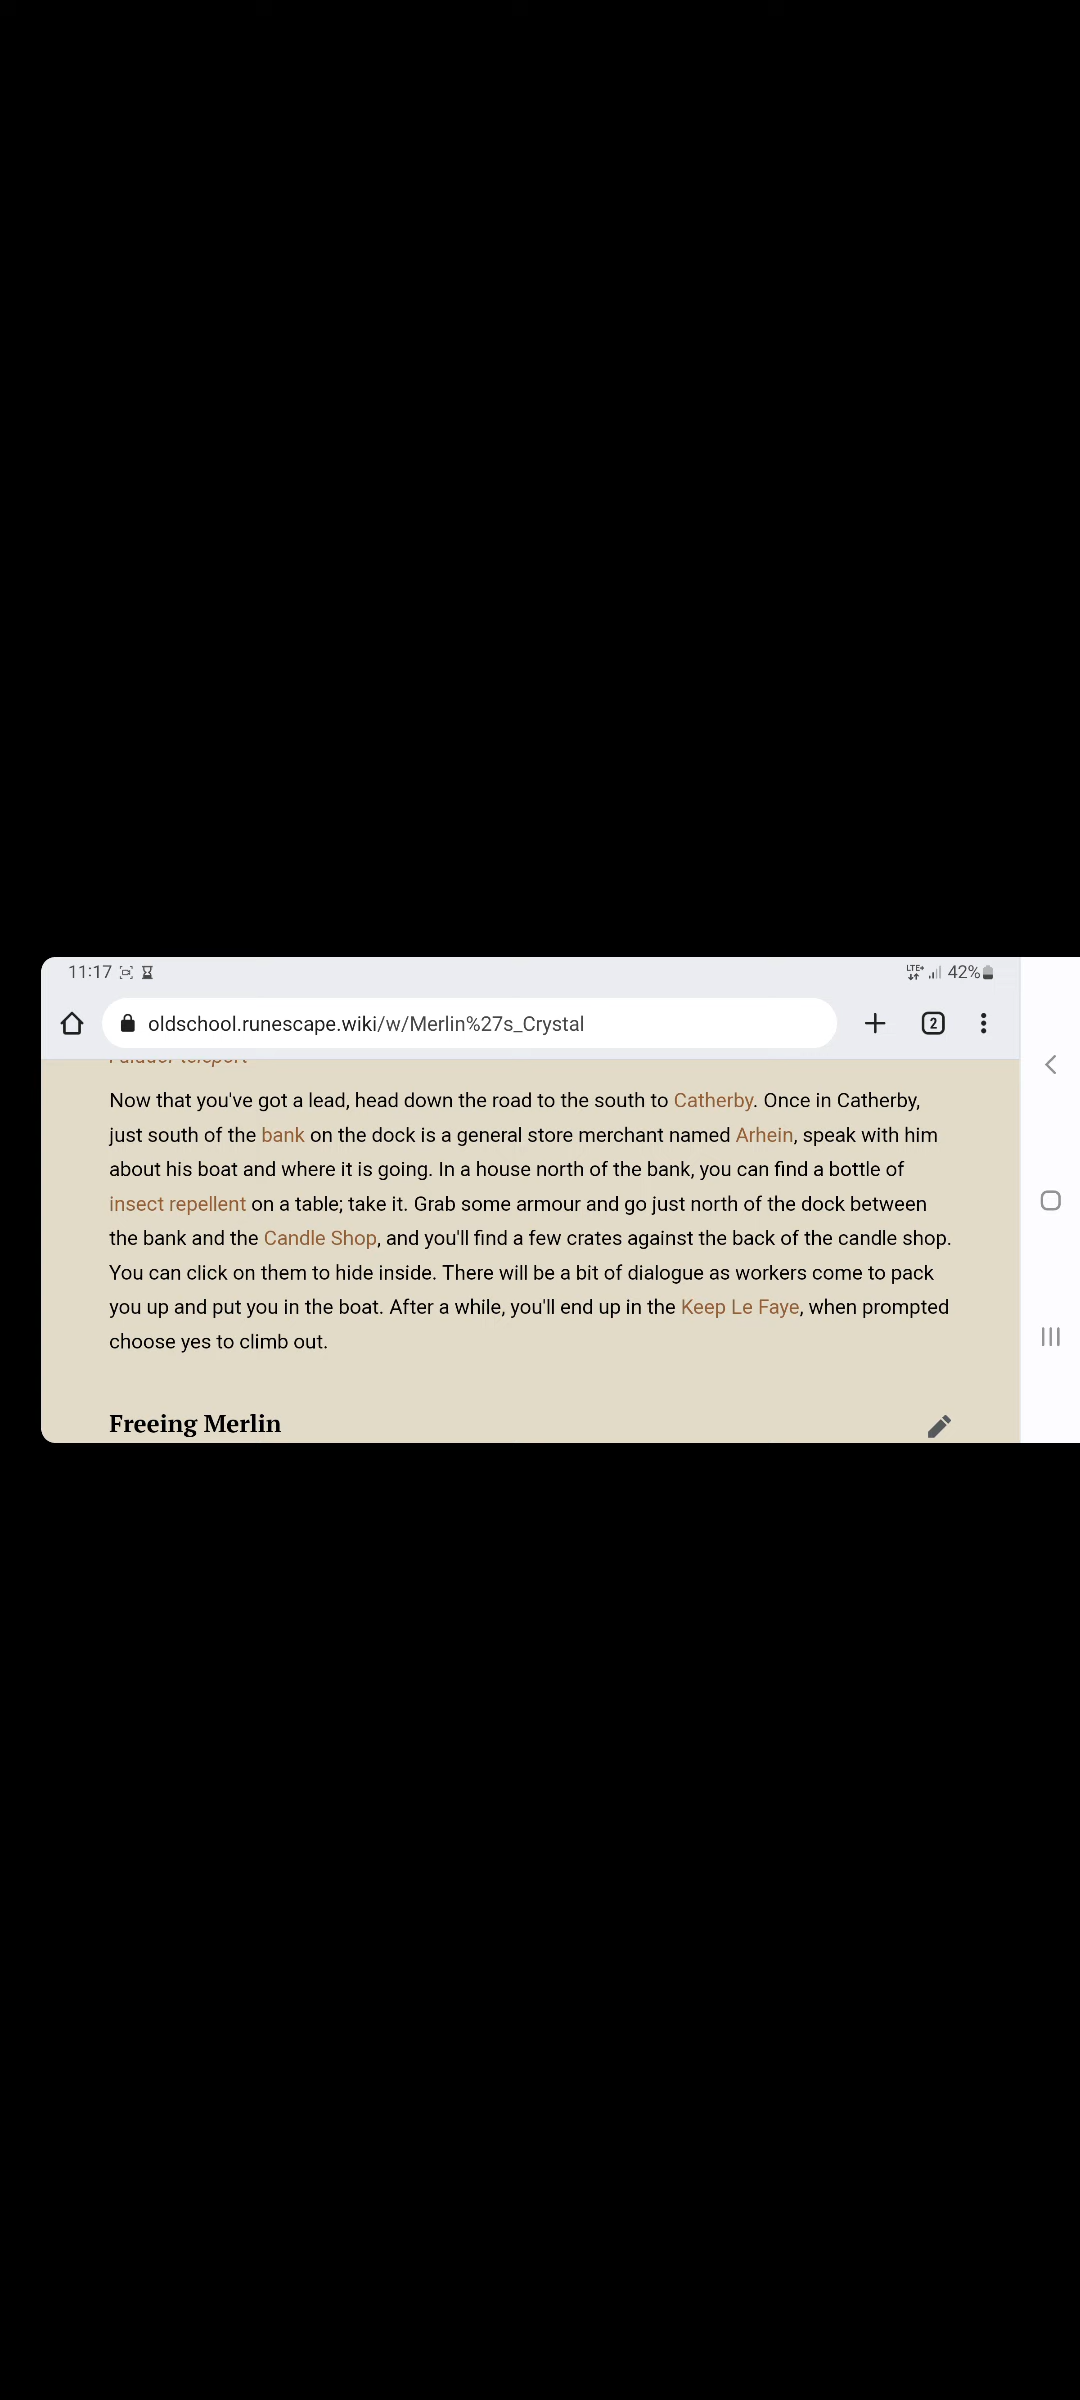 11:17
LTE+ 42%
oldschool.runescape.wiki/w/Merlin%27s_Crystal
2
Now that you've got a lead, head down the road to the south to Catherby. Once in Catherby,
just south of the bank on the dock is a general store merchant named Arhein, speak with him
about his boat and where it is going. In a house north of the bank, you can find a bottle of
insect repellent on a table; take it. Grab some armour and go just north of the dock between
the bank and the Candle Shop, and you'll find a few crates against the back of the candle shop.
You can click on them to hide inside. There will be a bit of dialogue as workers come to pack
you up and put you in the boat. After a while, you'll end up in the Keep Le Faye, when prompted
choose yes to climb out.
Freeing Merlin